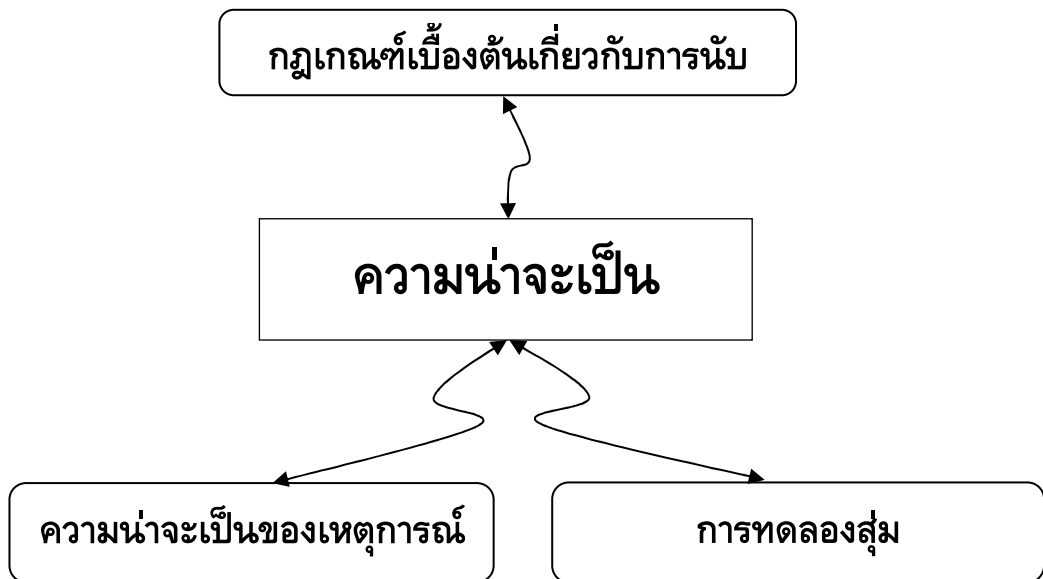 กฎเกณฑ์เบื้องต้นเกี่ยวกับการนับ
ความน่าจะเป็น
ความน่าจะเป็นของเหตุการณ์
การทดลองสุ่ม